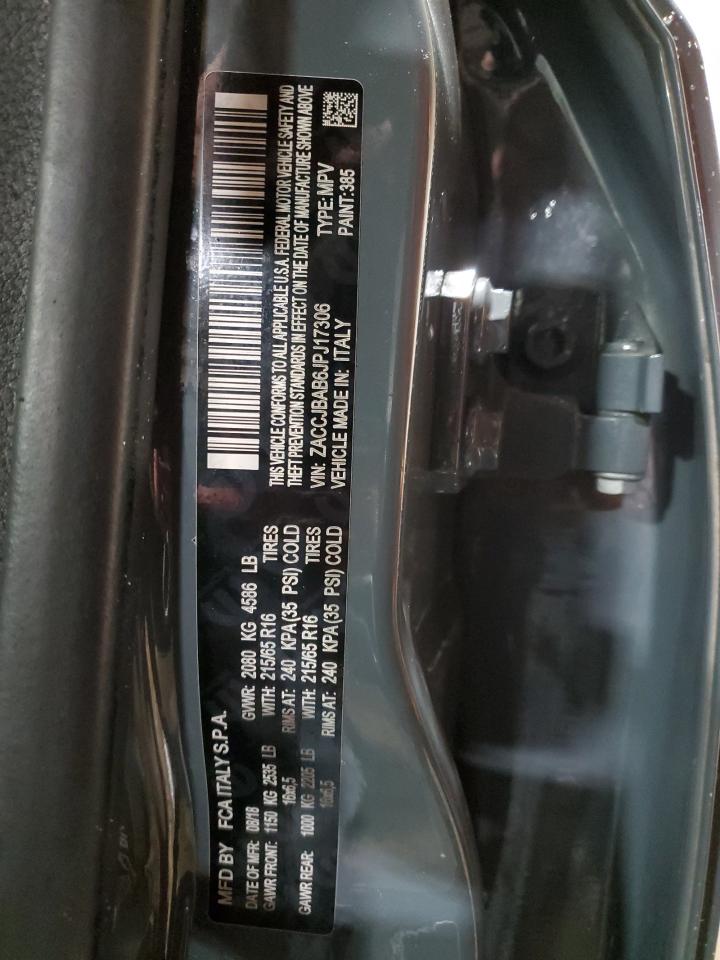 MFD BY FCA ITALY S.P.A.
DATE OF MFR: 08/18 GVWR: 2080 KG 4586 LB
GAWR FRONT: 1150 KG 2535 LB WITH: 215/65 R16 TIRES
16x6,5 RIMS AT: 240 KPA (35 PSI) COLD
GAWR REAR: 1000 KG 2205 LB WITH: 215/65 R16 TIRES
16x6,5 RIMS AT: 240 KPA (35 PSI) COLD
THIS VEHICLE CONFORMS TO ALL APPLICABLE U.S.A. FEDERAL MOTOR VEHICLE SAFETY AND
THEFT PREVENTION STANDARDS IN EFFECT ON THE DATE OF MANUFACTURE SHOWN ABOVE
VIN: ZACCJBAB6JPJ17306 TYPE: MPV
VEHICLE MADE IN: ITALY PAINT: 385